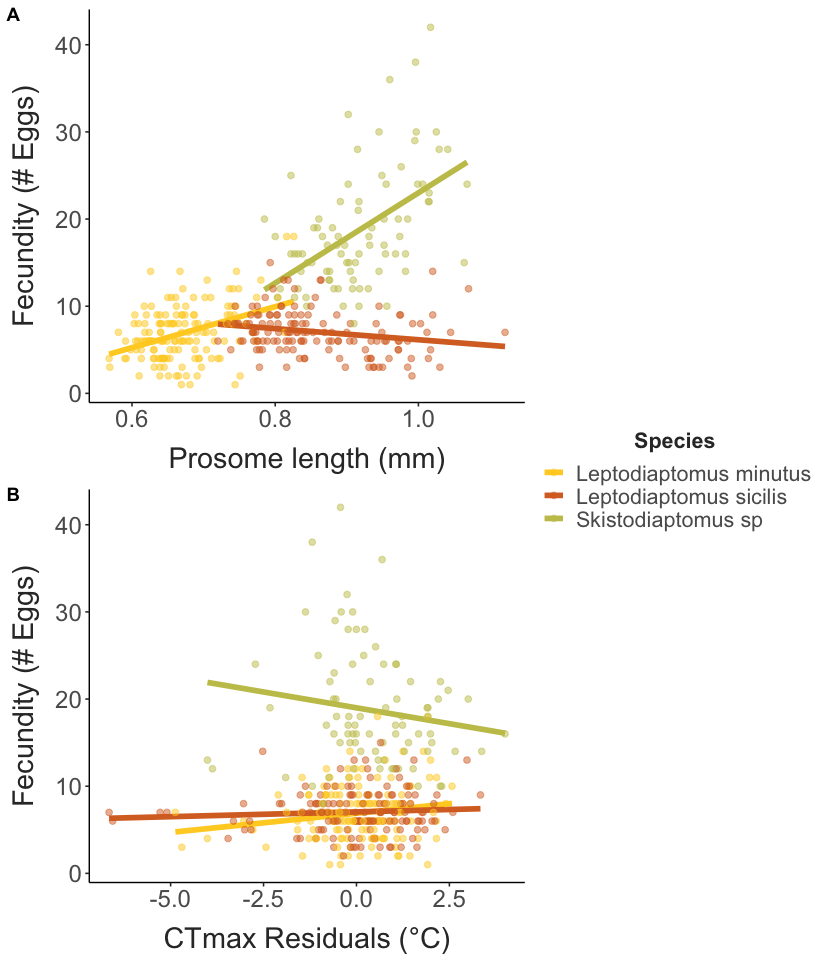 A
Fecundity (# Eggs)
40
30
20
10
0
0.6 0.8 1.0
Prosome length (mm)
Species
Leptodiaptomus minutus
Leptodiaptomus sicilis
Skistodiaptomus sp
B
Fecundity (# Eggs)
40
30
20
10
0
-5.0 -2.5 0.0 2.5
CTmax Residuals (°C)